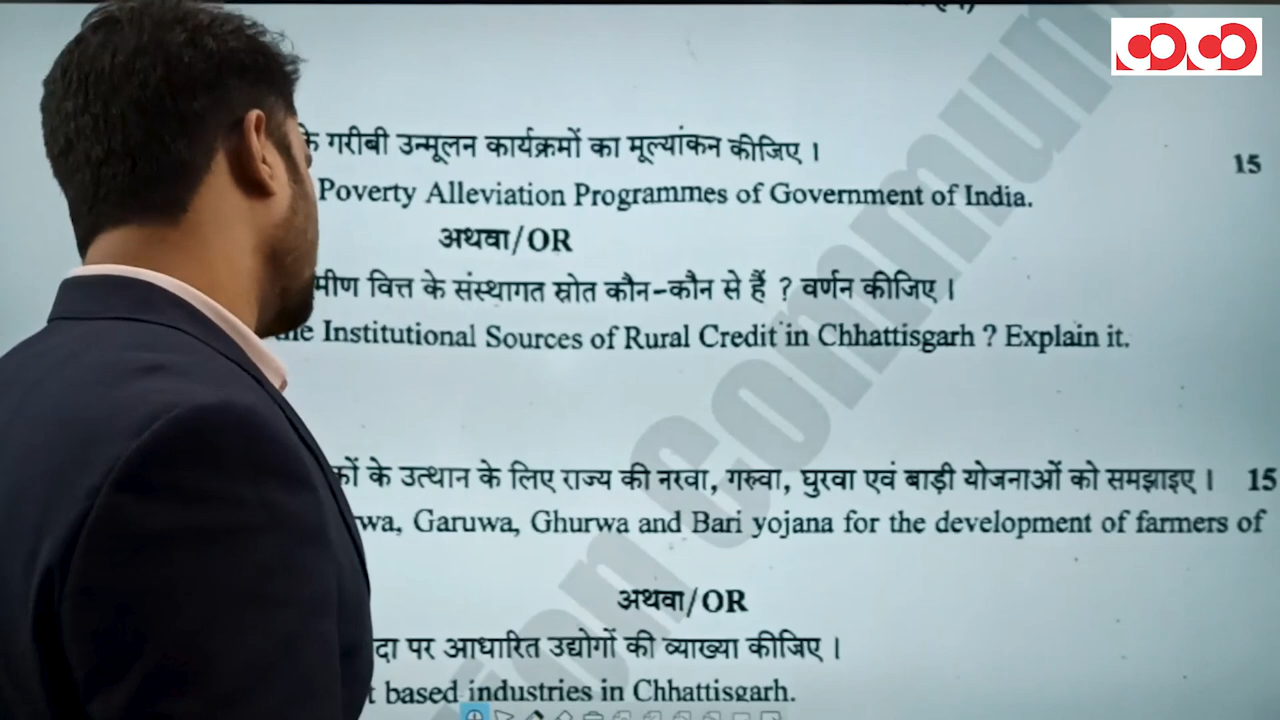 के गरीबी उन्मूलन कार्यक्रमों का मूल्यांकन कीजिए । 15
Poverty Alleviation Programmes of Government of India.
अथवा/OR
मीण वित्त के संस्थागत स्रोत कौन-कौन से हैं ? वर्णन कीजिए ।
Institutional Sources of Rural Credit in Chhattisgarh ? Explain it.
कों के उत्थान के लिए राज्य की नरवा, गरुवा, घुरवा एवं बाड़ी योजनाओं को समझाइए । 15
wa, Garuwa, Ghurwa and Bari yojana for the development of farmers of
अथवा/OR
दा पर आधारित उद्योगों की व्याख्या कीजिए ।
t based industries in Chhattisgarh.